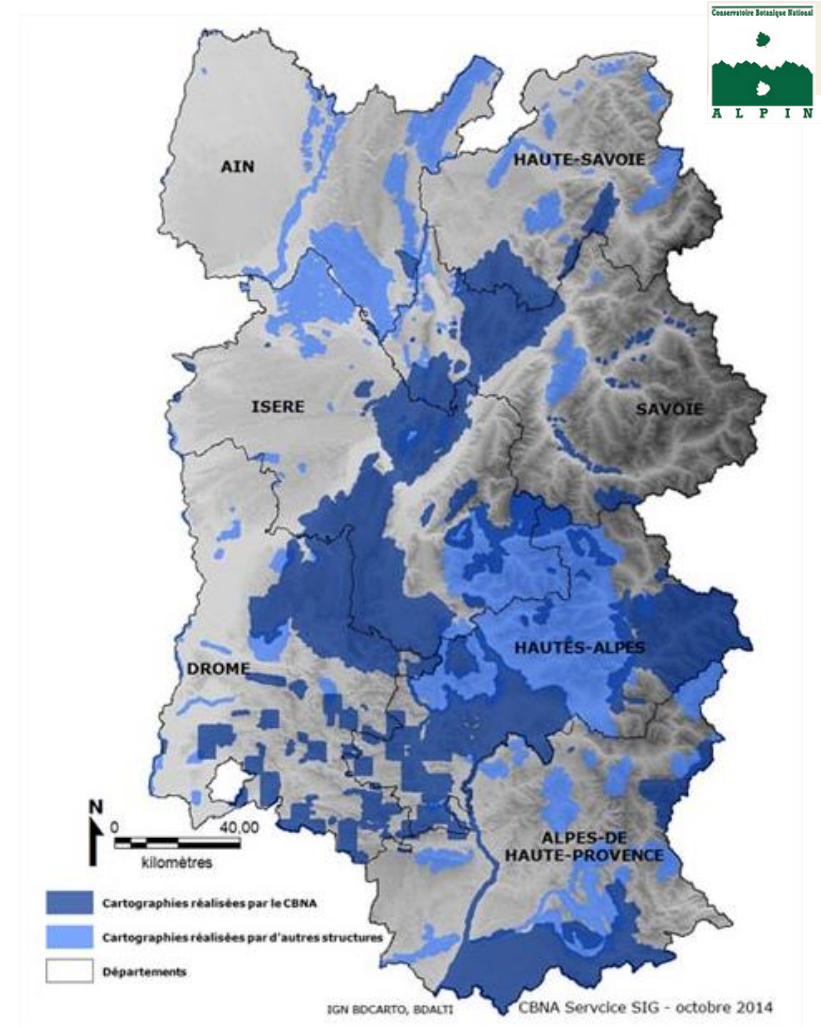 Conservatoire Botanique National
ALPIN
AIN
HAUTE-SAVOIE
ISERE
SAVOIE
HAUTES-ALPES
DROME
ALPES-DE
HAUTE-PROVENCE
N
0 40,00
kilomètres
Cartographies réalisées par le CBNA
Cartographies réalisées par d'autres structures
Départements
IGN BDCARTO, BDALTI
CBNA Servcice SIG - octobre 2014